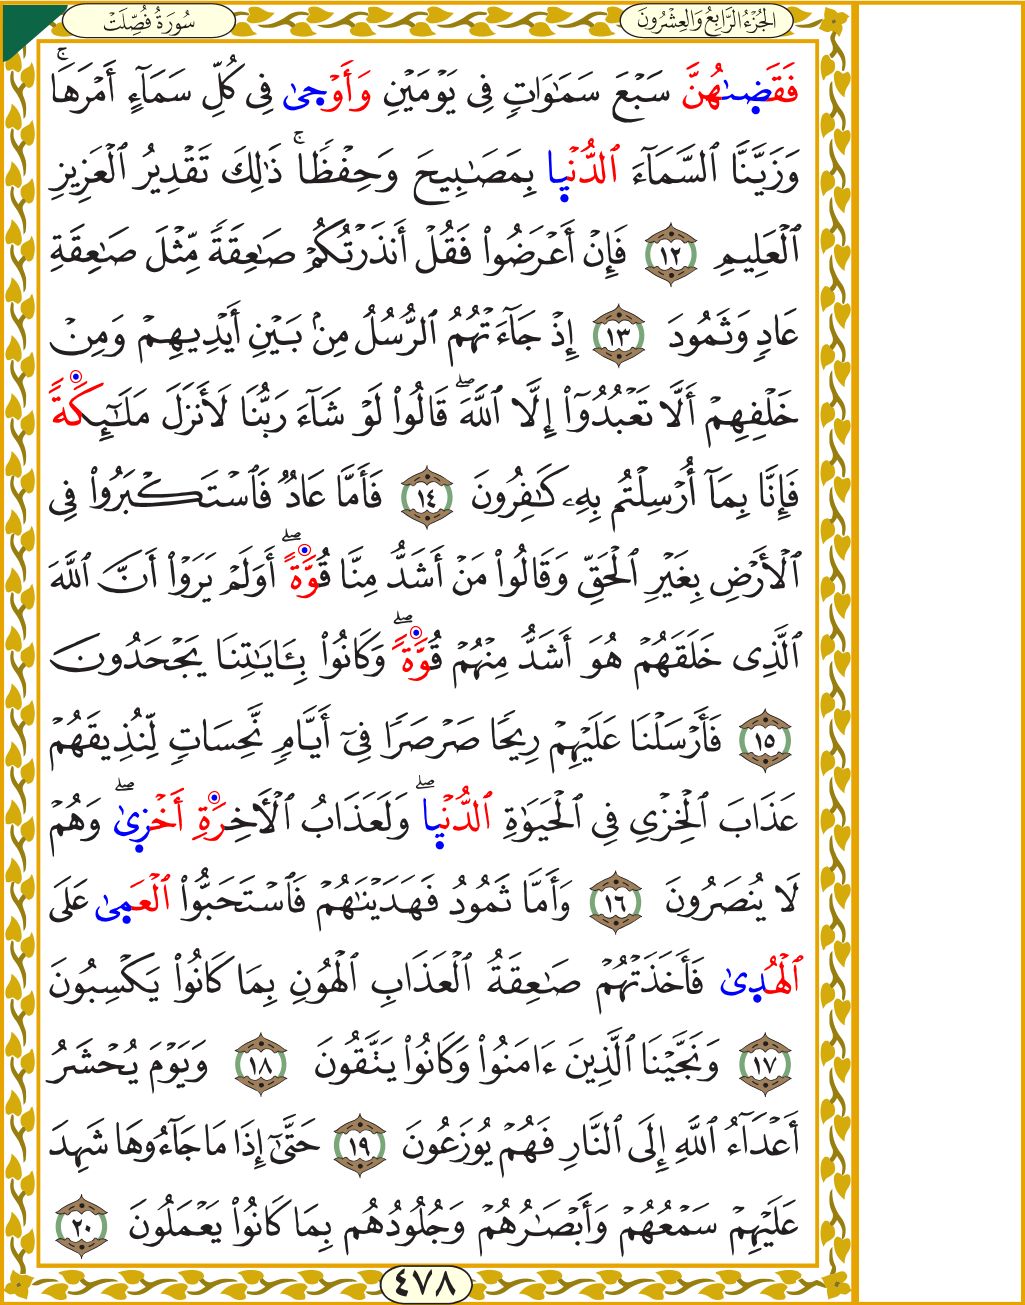 الجُزْءُ الرَّابِعُ وَالعِشْرُونَ
سُورَةُ فُصِّلَتْ
فَقَضَىٰهُنَّ سَبْعَ سَمَٰوَاتٖ فِي يَوْمَيْنِ وَأَوْحَىٰ فِي كُلِّ سَمَآءٍ أَمْرَهَاۚ
وَزَيَّنَّا ٱلسَّمَآءَ ٱلدُّنْيَا بِمَصَٰبِيحَ وَحِفْظٗاۚ ذَٰلِكَ تَقْدِيرُ ٱلْعَزِيزِ
ٱلْعَلِيمِ ١٢ فَإِنْ أَعْرَضُواْ فَقُلْ أَنذَرْتُكُمْ صَٰعِقَةٗ مِّثْلَ صَٰعِقَةِ
عَادٖ وَثَمُودَ ١٣ إِذْ جَآءَتْهُمُ ٱلرُّسُلُ مِنۢ بَيْنِ أَيْدِيهِمْ وَمِنْ
خَلْفِهِمْ أَلَّا تَعْبُدُوٓاْ إِلَّا ٱللَّهَۖ قَالُواْ لَوْ شَآءَ رَبُّنَا لَأَنزَلَ مَلَٰٓئِكَةٗ
فَإِنَّا بِمَآ أُرْسِلْتُم بِهِۦ كَٰفِرُونَ ١٤ فَأَمَّا عَادٞ فَٱسْتَكْبَرُواْ فِي
ٱلْأَرْضِ بِغَيْرِ ٱلْحَقِّ وَقَالُواْ مَنْ أَشَدُّ مِنَّا قُوَّةًۖ أَوَلَمْ يَرَوْاْ أَنَّ ٱللَّهَ
ٱلَّذِي خَلَقَهُمْ هُوَ أَشَدُّ مِنْهُمْ قُوَّةٗۖ وَكَانُواْ بِـَٔايَٰتِنَا يَجْحَدُونَ
١٥ فَأَرْسَلْنَا عَلَيْهِمْ رِيحٗا صَرْصَرٗا فِيٓ أَيَّامٖ نَّحِسَاتٖ لِّنُذِيقَهُمْ
عَذَابَ ٱلْخِزْيِ فِي ٱلْحَيَوٰةِ ٱلدُّنْيَاۖ وَلَعَذَابُ ٱلْأٓخِرَةِ أَخْزَىٰۖ وَهُمْ
لَا يُنصَرُونَ ١٦ وَأَمَّا ثَمُودُ فَهَدَيْنَٰهُمْ فَٱسْتَحَبُّواْ ٱلْعَمَىٰ عَلَى
ٱلْهُدَىٰ فَأَخَذَتْهُمْ صَٰعِقَةُ ٱلْعَذَابِ ٱلْهُونِ بِمَا كَانُواْ يَكْسِبُونَ
١٧ وَنَجَّيْنَا ٱلَّذِينَ ءَامَنُواْ وَكَانُواْ يَتَّقُونَ ١٨ وَيَوْمَ يُحْشَرُ
أَعْدَآءُ ٱللَّهِ إِلَى ٱلنَّارِ فَهُمْ يُوزَعُونَ ١٩ حَتَّىٰٓ إِذَا مَا جَآءُوهَا شَهِدَ
عَلَيْهِمْ سَمْعُهُمْ وَأَبْصَٰرُهُمْ وَجُلُودُهُم بِمَا كَانُواْ يَعْمَلُونَ ٢٠
٤٧٨